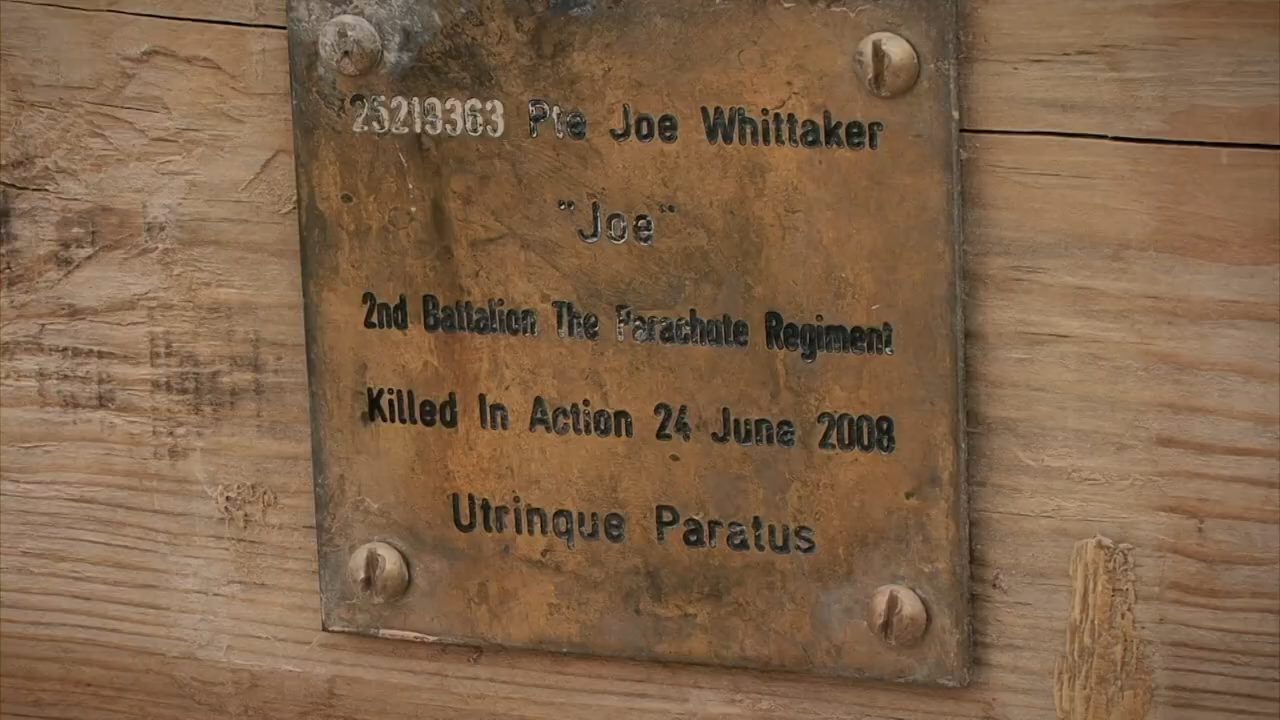 25219363 Pte Joe Whittaker
"Joe"
2nd Battalion The Parachute Regiment
Killed In Action 24 June 2008
Utrinque Paratus